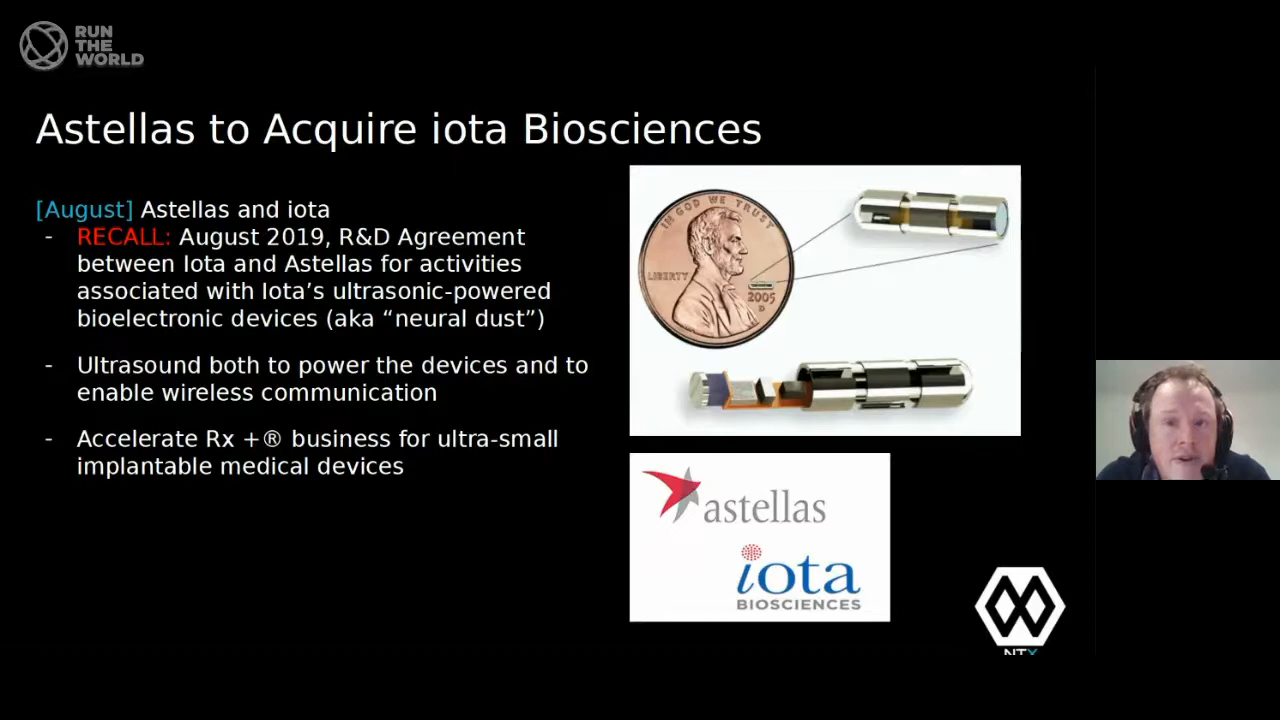 RUN
THE
WORLD
Astellas to Acquire iota Biosciences
[August] Astellas and iota
- RECALL: August 2019, R&D Agreement
between Iota and Astellas for activities
associated with Iota’s ultrasonic-powered
bioelectronic devices (aka “neural dust”)
- Ultrasound both to power the devices and to
enable wireless communication
- Accelerate Rx +® business for ultra-small
implantable medical devices
IN GOD WE TRUST
LIBERTY
2005
D
astellas
iota
BIOSCIENCES
NTX